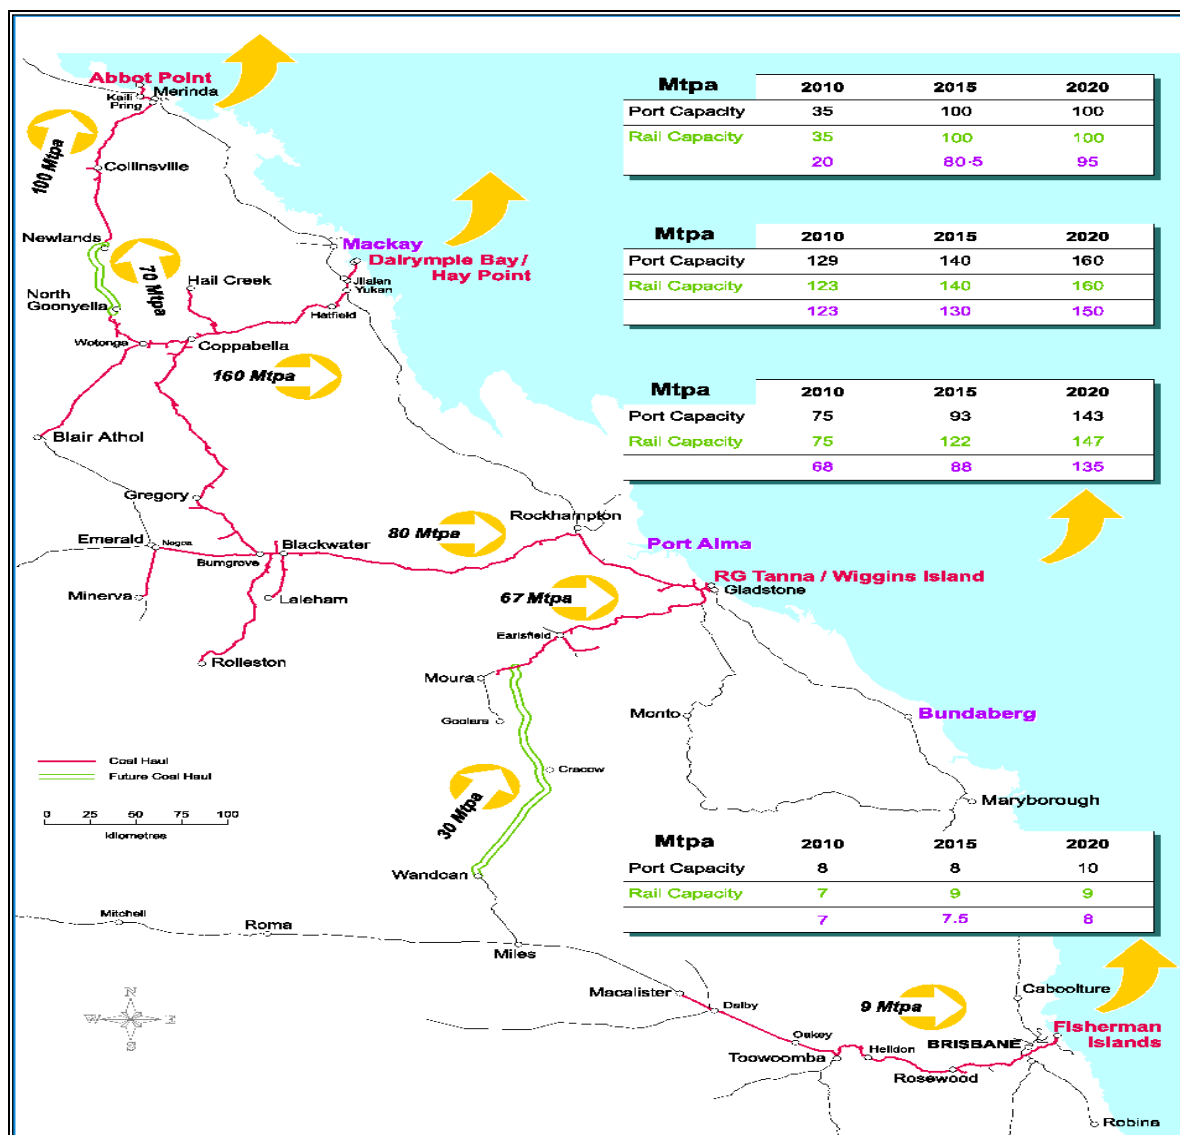 Abbot Point
Kaili
Pring
Merinda
100 Mtpa
Collinsville
Newlands
70 Mtpa
Hail Creek
North
Goonyella
Mackay
Dalrymple Bay/
Hay Point
Jilalan
Yukan
Hatfield
Wotonga
Coppabella
160 Mtpa
Blair Athol
Mtpa 2010 2015 2020
Port Capacity 35 100 100
Rail Capacity 35 100 100
20 80.5 95
Mtpa 2010 2015 2020
Port Capacity 129 140 160
Rail Capacity 123 140 160
123 130 150
Mtpa 2010 2015 2020
Port Capacity 75 93 143
Rail Capacity 75 122 147
68 88 135
Gregory
Emerald
Nogoa
Burngrove
Blackwater
80 Mtpa
Rockhampton
Port Alma
RG Tanna / Wiggins Island
Gladstone
Minerva
Laleham
67 Mtpa
Earlsfield
Rolleston
Moura
Goolara
Monto
Bundaberg
Coal Haul
Future Coal Haul
0 25 50 75 100
kilometres
Cracow
30 Mtpa
Maryborough
Wandoan
Mtpa 2010 2015 2020
Port Capacity 8 8 10
Rail Capacity 7 9 9
7 7.5 8
Mitchell
Roma
Miles
Macalister
Dalby
9 Mtpa
Caboolture
N
W E
S
Oakey
Helidon
Toowoomba
BRISBANE
Fisherman
Islands
Rosewood
Robina